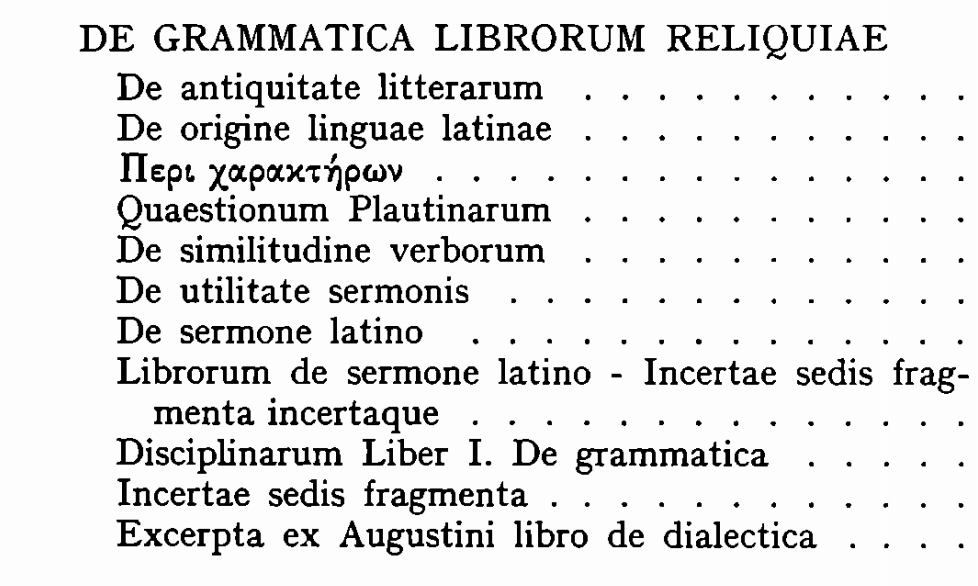 DE GRAMMATICA LIBRORUM RELIQUIAE
De antiquitate litterarum . . . . . . . . . . .
De origine linguae latinae . . . . . . . . . . .
Περι χαρακτήρων . . . . . . . . . . . . . . .
Quaestionum Plautinarum . . . . . . . . . . .
De similitudine verborum . . . . . . . . . . .
De utilitate sermonis . . . . . . . . . . . . .
De sermone latino . . . . . . . . . . . . . .
Librorum de sermone latino - Incertae sedis frag-
menta incertaque . . . . . . . . . . . . . .
Disciplinarum Liber I. De grammatica . . . . .
Incertae sedis fragmenta . . . . . . . . . . . .
Excerpta ex Augustini libro de dialectica . . . .